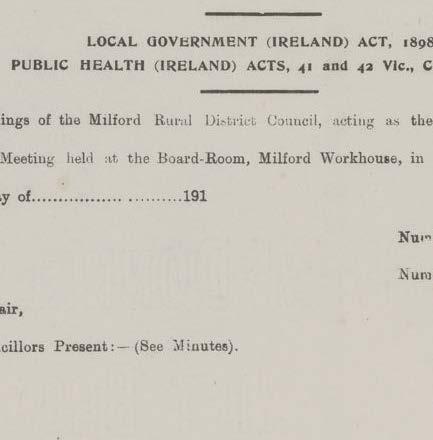 LOCAL GOVERNMENT (IRELAND) ACT, 1898
PUBLIC HEALTH (IRELAND) ACTS, 41 and 42 Vic., C
ings of the Milford Rural District Council, acting as the
Meeting held at the Board-Room, Milford Workhouse, in
y of............................191
Num
Num
air,
cillors Present:— (See Minutes).